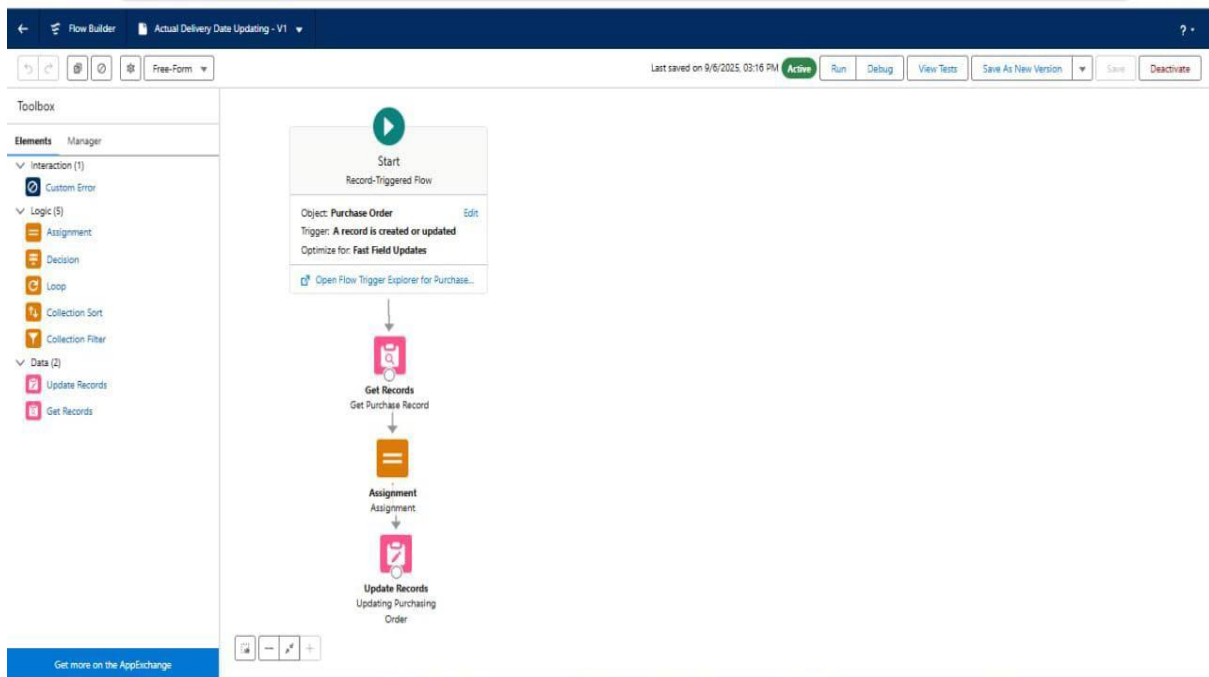 Flow Builder Actual Delivery Date Updating - V1 ?
Free-Form Last saved on 9/6/2025, 03:16 PM Active Run Debug View Tests Save As New Version Save Deactivate
Toolbox
Elements Manager
Interaction (1)
Custom Error
Logic (5)
Assignment
Decision
Loop
Collection Sort
Collection Filter
Data (2)
Update Records
Get Records
Get more on the AppExchange
Start
Record-Triggered Flow
Object: Purchase Order Edit
Trigger: A record is created or updated
Optimize for: Fast Field Updates
Open Flow Trigger Explorer for Purchase...
Get Records
Get Purchase Record
Assignment
Assignment
Update Records
Updating Purchasing
Order